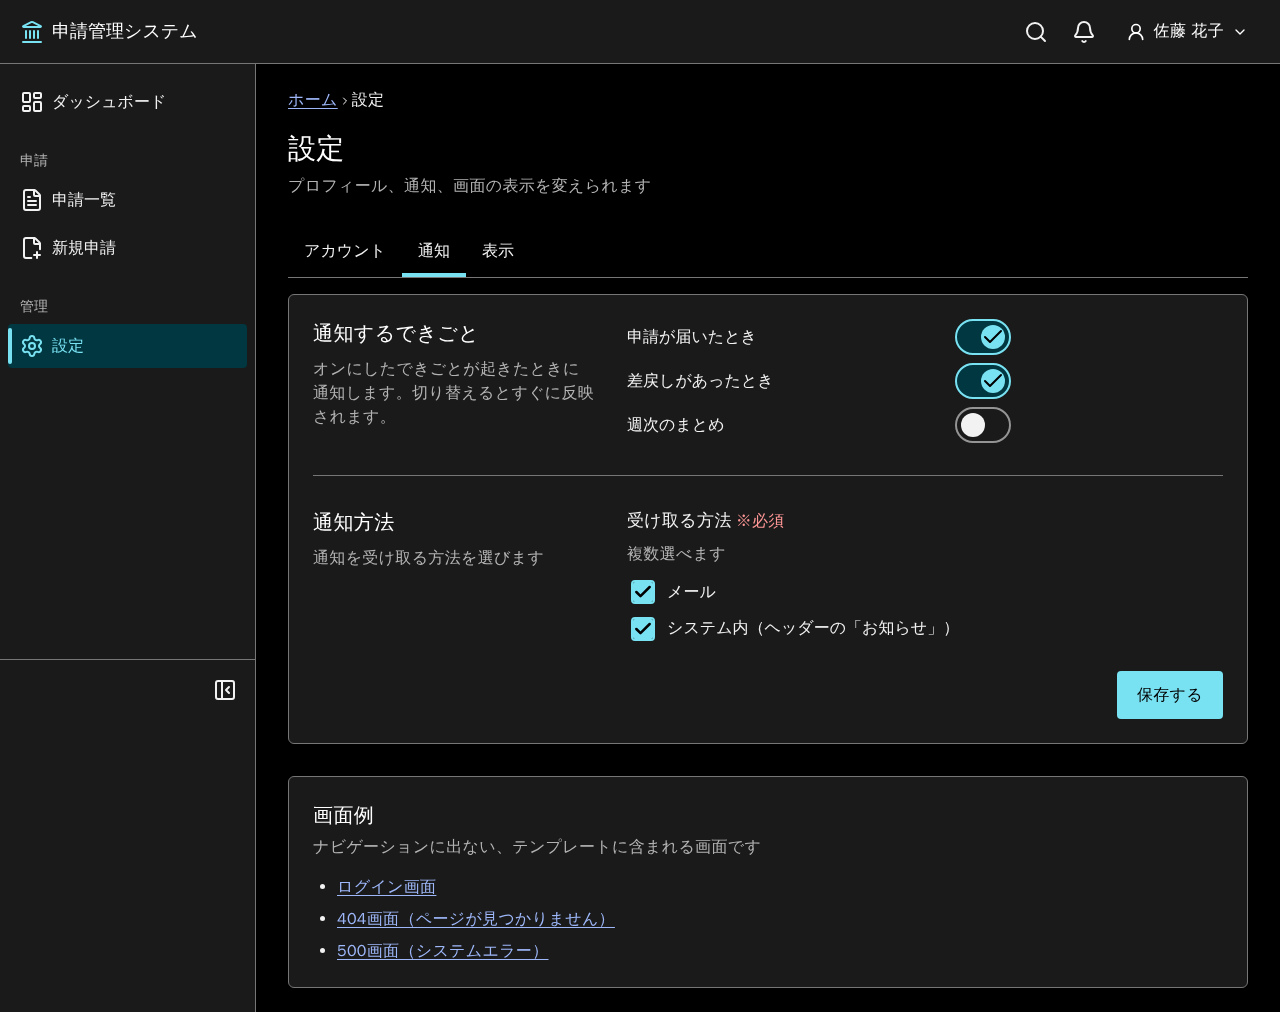 申請管理システム
佐藤 花子
ダッシュボード
申請
申請一覧
新規申請
管理
設定
ホーム › 設定
設定
プロフィール、通知、画面の表示を変えられます
アカウント
通知
表示
通知するできごと
オンにしたできごとが起きたときに
通知します。切り替えるとすぐに反映
されます。
申請が届いたとき
差戻しがあったとき
週次のまとめ
通知方法
通知を受け取る方法を選びます
受け取る方法 ※必須
複数選べます
メール
システム内（ヘッダーの「お知らせ」）
保存する
画面例
ナビゲーションに出ない、テンプレートに含まれる画面です
ログイン画面
404画面（ページが見つかりません）
500画面（システムエラー）